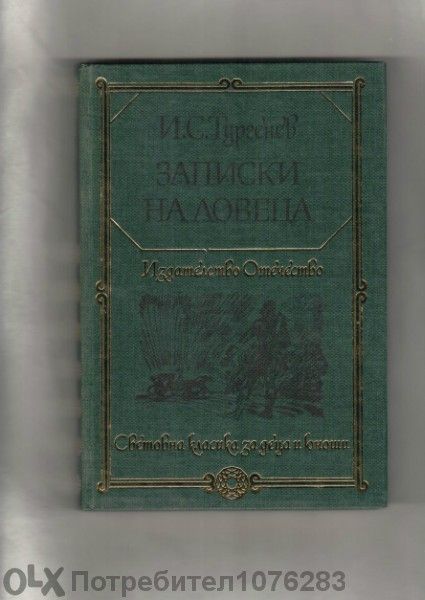 И.С.Тургенев
ЗАПИСКИ
НА ЛОВЕЦА
Издателство Отечество
Световна класика за деца и юноши
OLX Потребител1076283